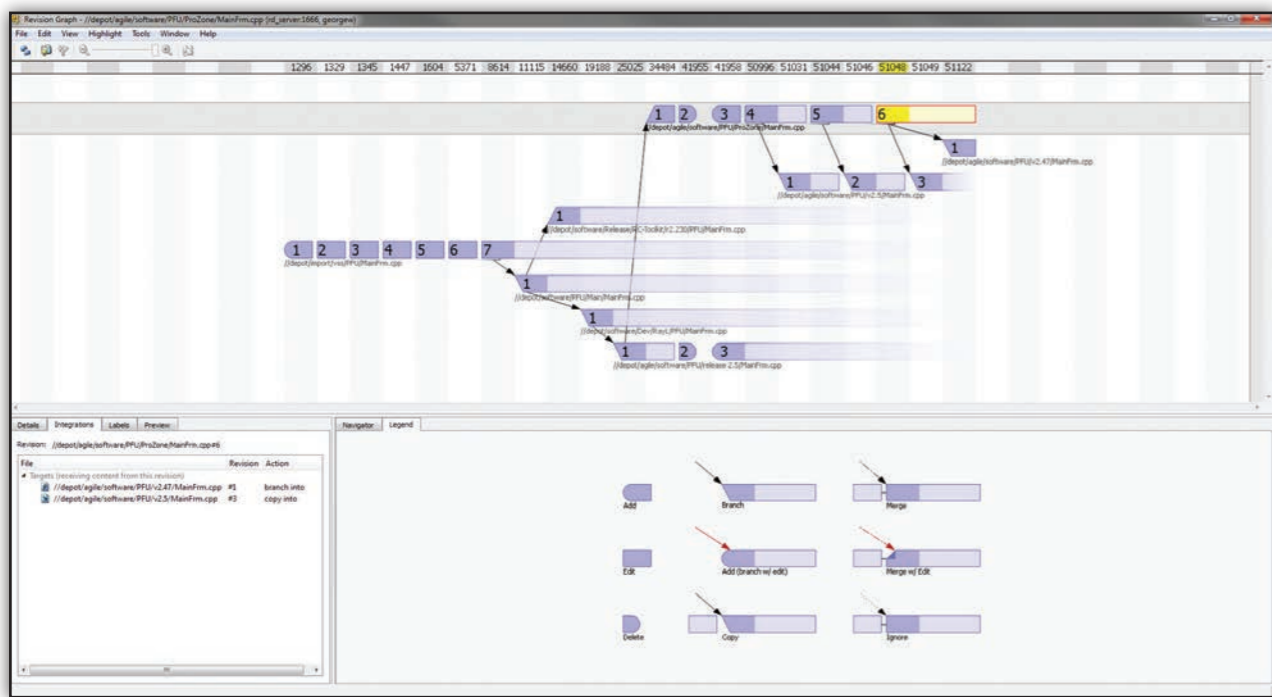 Revision Graph - //depot/agile/software/PFU/ProZone/MainFrm.cpp (rd_server:1666, georgew)
File Edit View Highlight Tools Window Help
1296 1329 1345 1447 1604 5371 8614 11115 14660 19188 25025 34484 41955 41958 50996 51031 51044 51046 51048 51049 51122
1 2 3 4 5 6
//depot/agile/software/PFU/ProZone/MainFrm.cpp
1
//depot/agile/software/PFU/v2.47/MainFrm.cpp
1 2 3
//depot/agile/software/PFU/v2.5/MainFrm.cpp
1
//depot/software/Release/RC-Toolkit/r2.230/PFU/MainFrm.cpp
1 2 3 4 5 6 7
//depot/import/vss/PFU/MainFrm.cpp
1
//depot/software/PFU/Main/MainFrm.cpp
1
//depot/software/Dev/RayL/PFU/MainFrm.cpp
1 2 3
//depot/agile/software/PFU/release 2.5/MainFrm.cpp
Details Integrations Labels Preview
Revision: //depot/agile/software/PFU/ProZone/MainFrm.cpp#6
File Revision Action
Targets (receiving content from this revision)
//depot/agile/software/PFU/v2.47/MainFrm.cpp #1 branch into
//depot/agile/software/PFU/v2.5/MainFrm.cpp #3 copy into
Navigator Legend
Add Branch Merge
Edit Add (branch w/ edit) Merge w/ Edit
Delete Copy Ignore